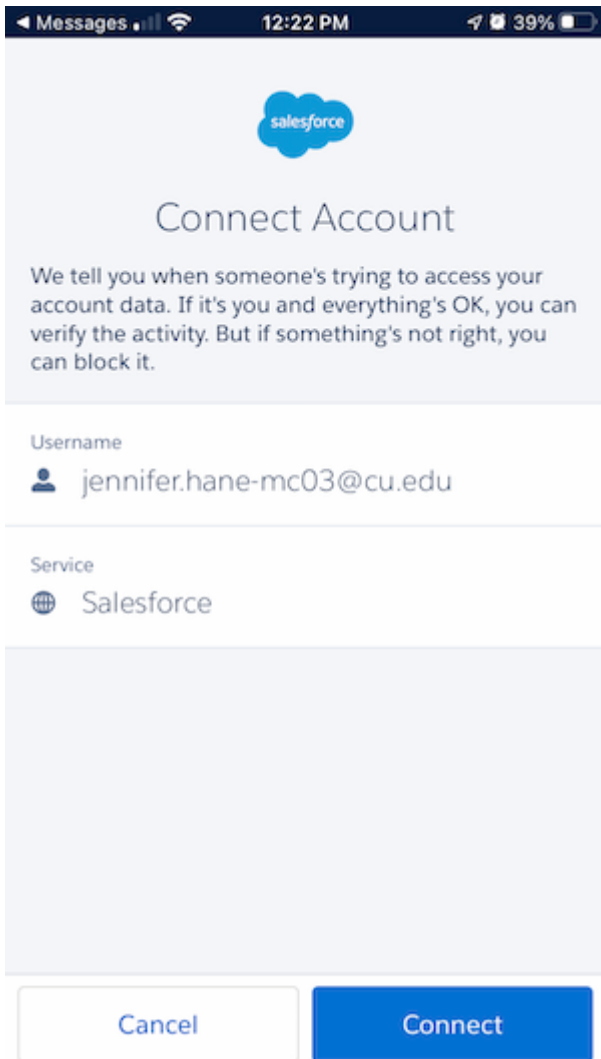 Messages 12:22 PM 39%
salesforce
Connect Account
We tell you when someone's trying to access your
account data. If it's you and everything's OK, you can
verify the activity. But if something's not right, you
can block it.
Username
jennifer.hane-mc03@cu.edu
Service
Salesforce
Cancel Connect